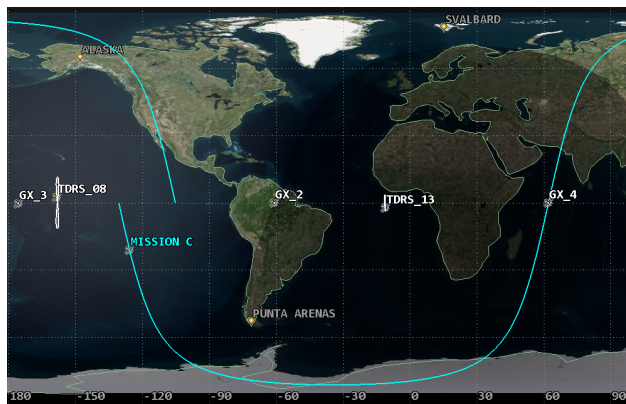 SVALBARD
ALASKA
TDRS_08
GX_3
GX_2
TDRS_13
GX_4
MISSION C
PUNTA ARENAS
180 -150 -120 -90 -60 -30 0 30 60 90